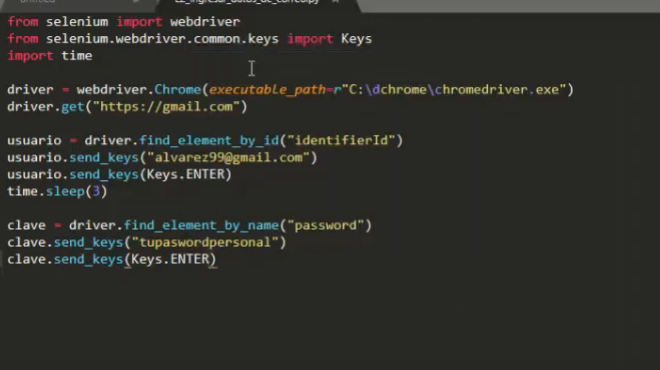 untitled
12_ingresar_datos_de_correo.py
from selenium import webdriver
from selenium.webdriver.common.keys import Keys
import time
driver = webdriver.Chrome(executable_path=r"C:\dchrome\chromedriver.exe")
driver.get("https://gmail.com")
usuario = driver.find_element_by_id("identifierId")
usuario.send_keys("alvarez99@gmail.com")
usuario.send_keys(Keys.ENTER)
time.sleep(3)
clave = driver.find_element_by_name("password")
clave.send_keys("tupaswordpersonal")
clave.send_keys(Keys.ENTER)